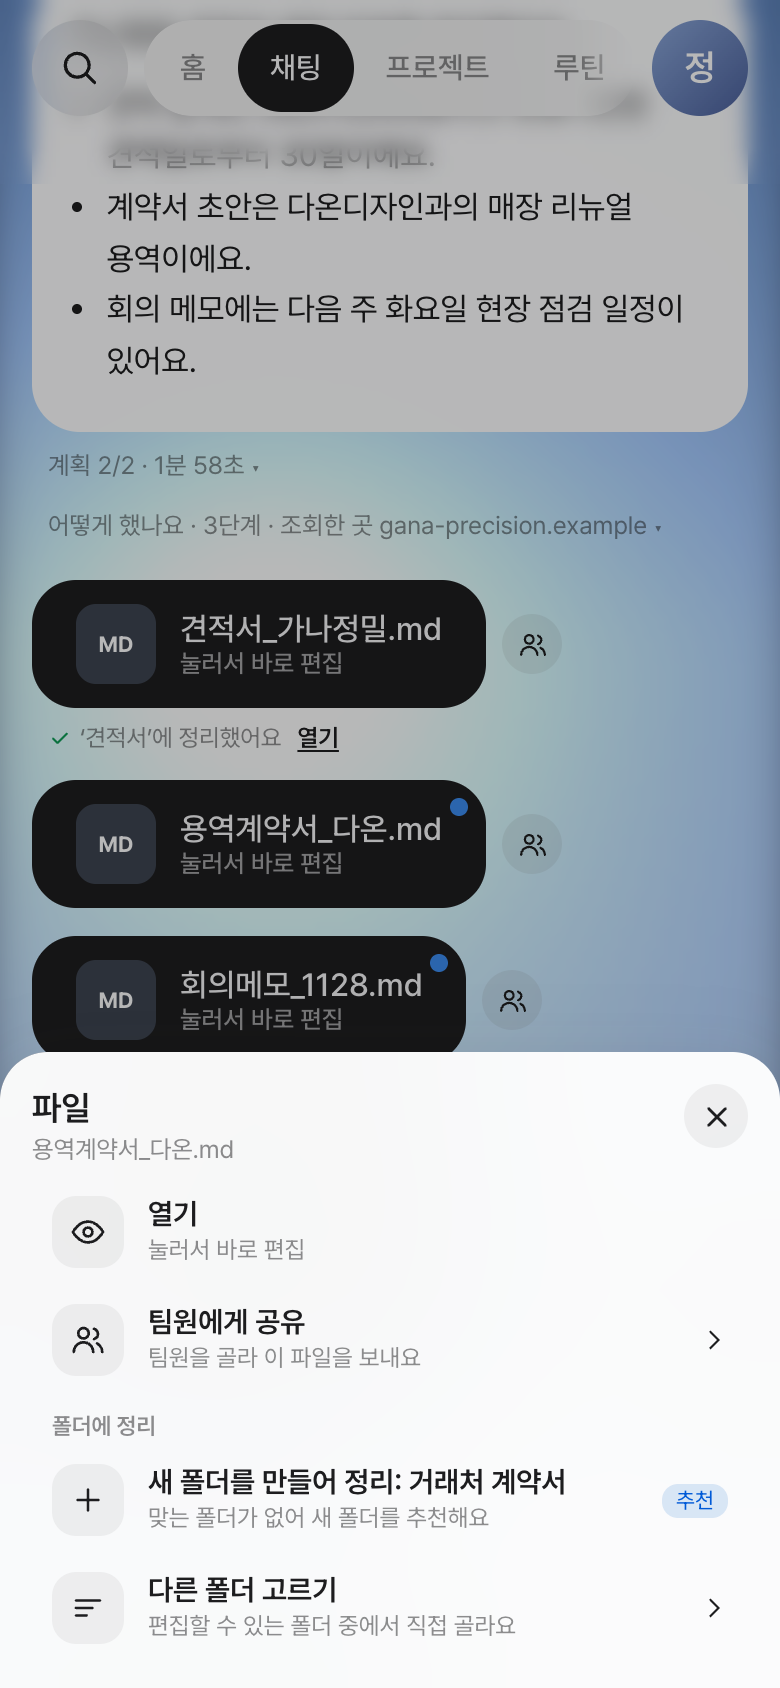 홈
채팅
프로젝트
루틴
정
견적일로부터 30일이에요.
계약서 초안은 다온디자인과의 매장 리뉴얼
용역이에요.
회의 메모에는 다음 주 화요일 현장 점검 일정이
있어요.
계획 2/2 · 1분 58초
어떻게 했나요 · 3단계 · 조회한 곳 gana-precision.example
MD
견적서_가나정밀.md
눌러서 바로 편집
‘견적서’에 정리했어요 열기
MD
용역계약서_다온.md
눌러서 바로 편집
MD
회의메모_1128.md
눌러서 바로 편집
파일
용역계약서_다온.md
열기
눌러서 바로 편집
팀원에게 공유
팀원을 골라 이 파일을 보내요
폴더에 정리
새 폴더를 만들어 정리: 거래처 계약서
맞는 폴더가 없어 새 폴더를 추천해요
추천
다른 폴더 고르기
편집할 수 있는 폴더 중에서 직접 골라요